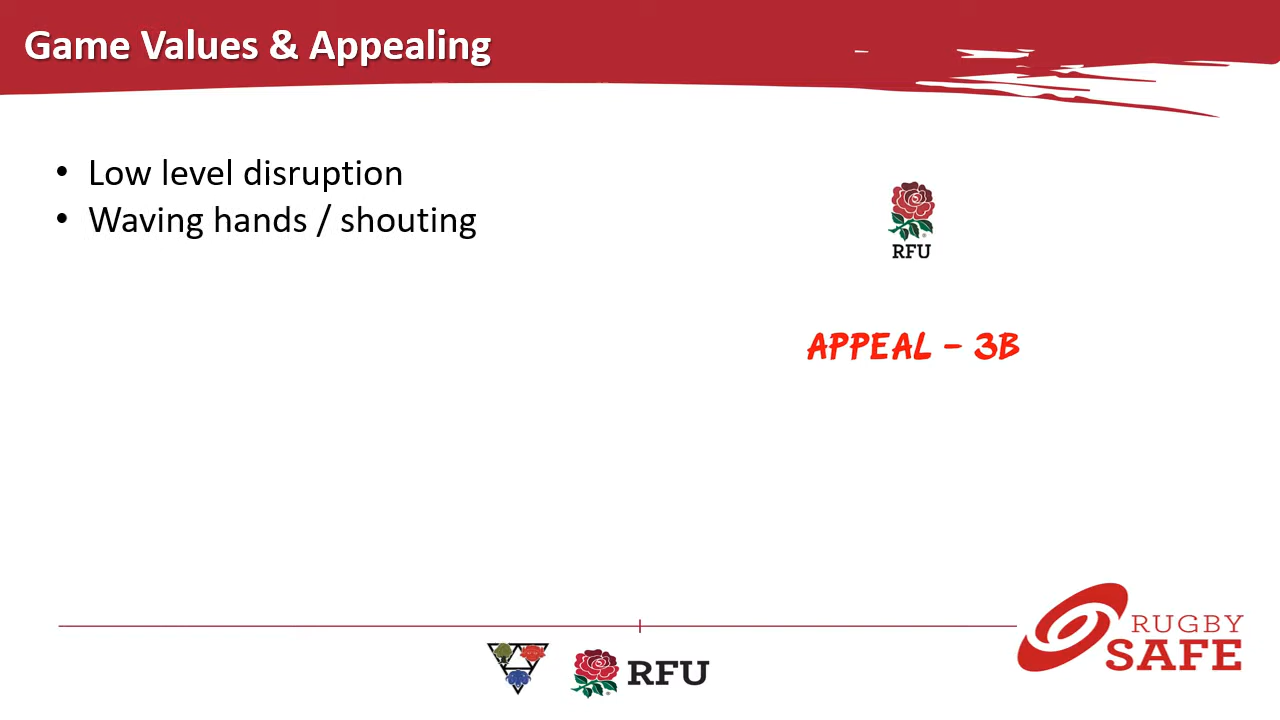 Game Values & Appealing
• Low level disruption
• Waving hands / shouting
RFU
APPEAL - 3B
RFU
RUGBY
SAFE